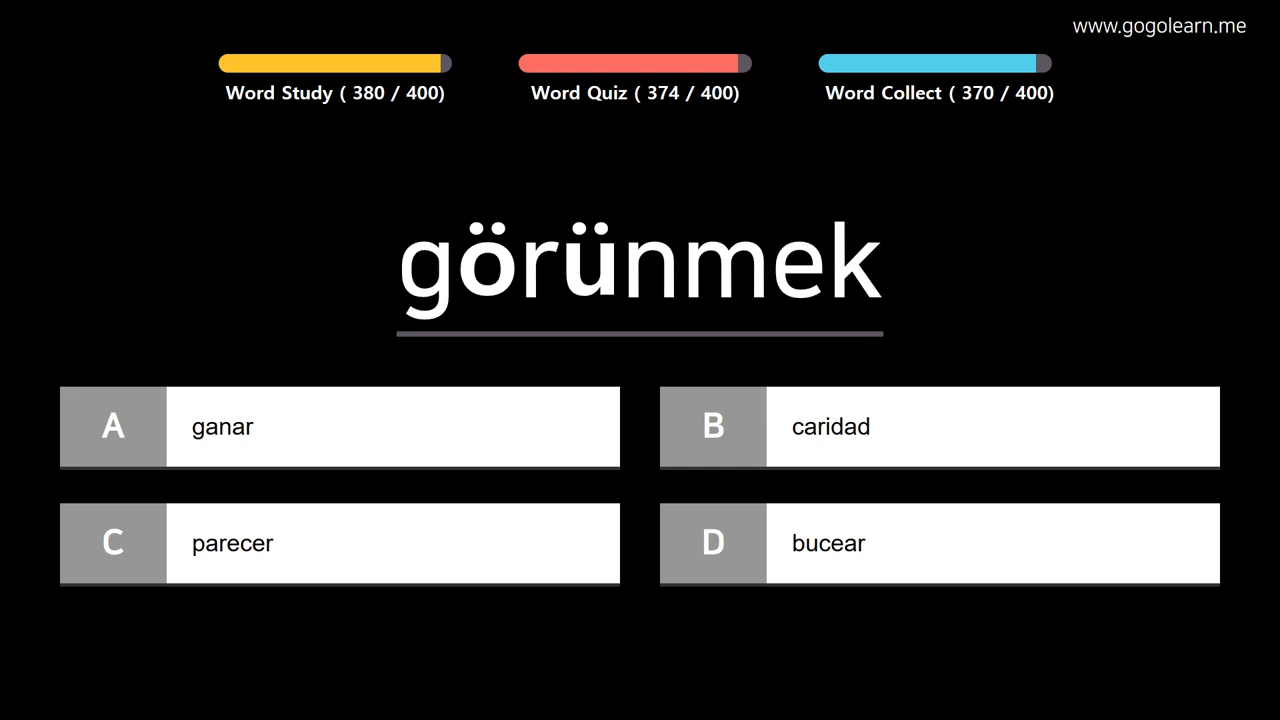 www.gogolearn.me
Word Study ( 380 / 400)
Word Quiz ( 374 / 400)
Word Collect ( 370 / 400)
görünmek
A ganar
B caridad
C parecer
D bucear